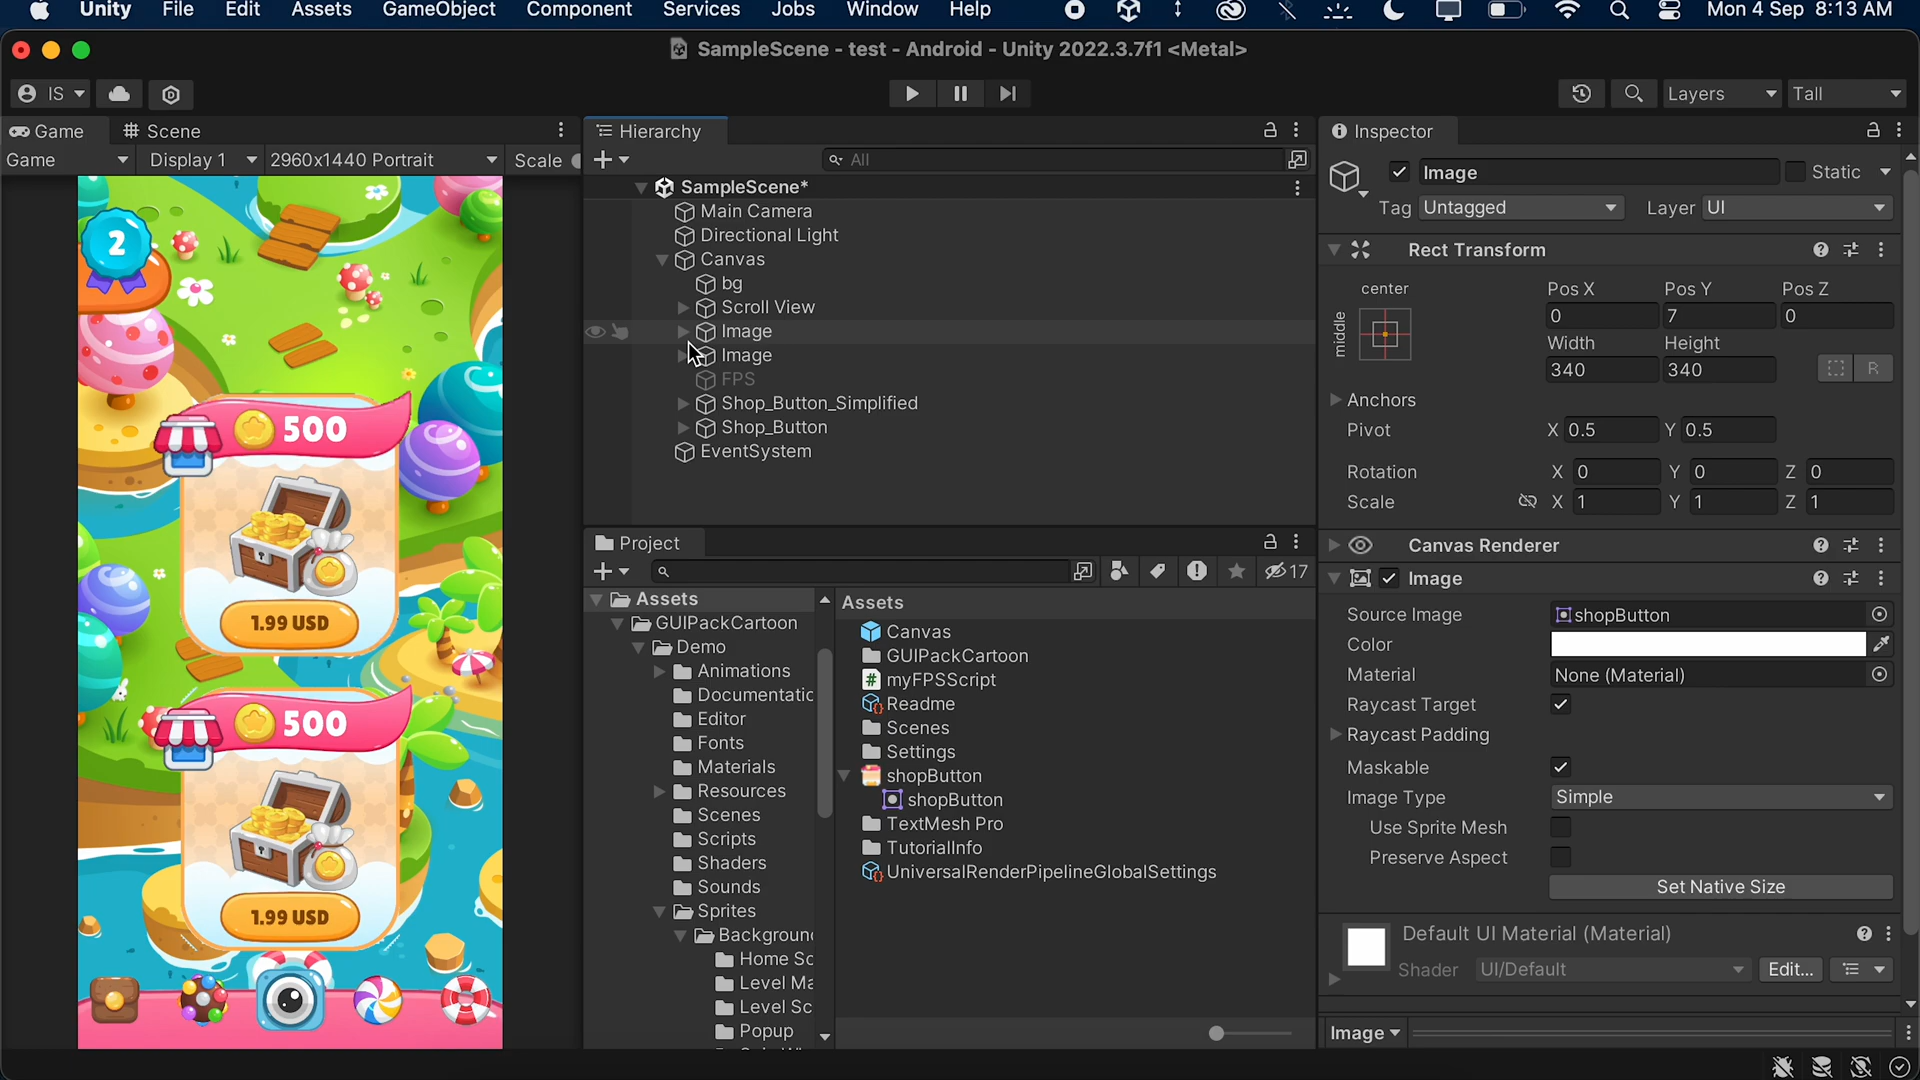 Unity File Edit Assets GameObject Component Services Jobs Window Help Mon 4 Sep 8:13 AM
SampleScene - test - Android - Unity 2022.3.7f1 <Metal>
IS Layers Tall
Game Scene
Game Display 1 2960x1440 Portrait Scale
2
500
1.99 USD
500
1.99 USD
Hierarchy
All
SampleScene*
Main Camera
Directional Light
Canvas
bg
Scroll View
Image
Image
FPS
Shop_Button_Simplified
Shop_Button
EventSystem
Project
17
Assets
GUIPackCartoon
Demo
Animations
Documentatic
Editor
Fonts
Materials
Resources
Scenes
Scripts
Shaders
Sounds
Sprites
Home Sc
Level Ma
Level Sc
Popup
Assets
Canvas
GUIPackCartoon
myFPSScript
Readme
Scenes
Settings
shopButton
shopButton
TextMesh Pro
TutorialInfo
UniversalRenderPipelineGlobalSettings
Inspector
Image Static
Tag Untagged Layer UI
Rect Transform
center Pos X Pos Y Pos Z
middle 0 7 0
Width Height
340 340 R
Anchors
Pivot X 0.5 Y 0.5
Rotation X 0 Y 0 Z 0
Scale X 1 Y 1 Z 1
Canvas Renderer
Image
Source Image shopButton
Color
Material None (Material)
Raycast Target
Raycast Padding
Maskable
Image Type Simple
Use Sprite Mesh
Preserve Aspect
Set Native Size
Default UI Material (Material)
Shader UI/Default Edit...
Image